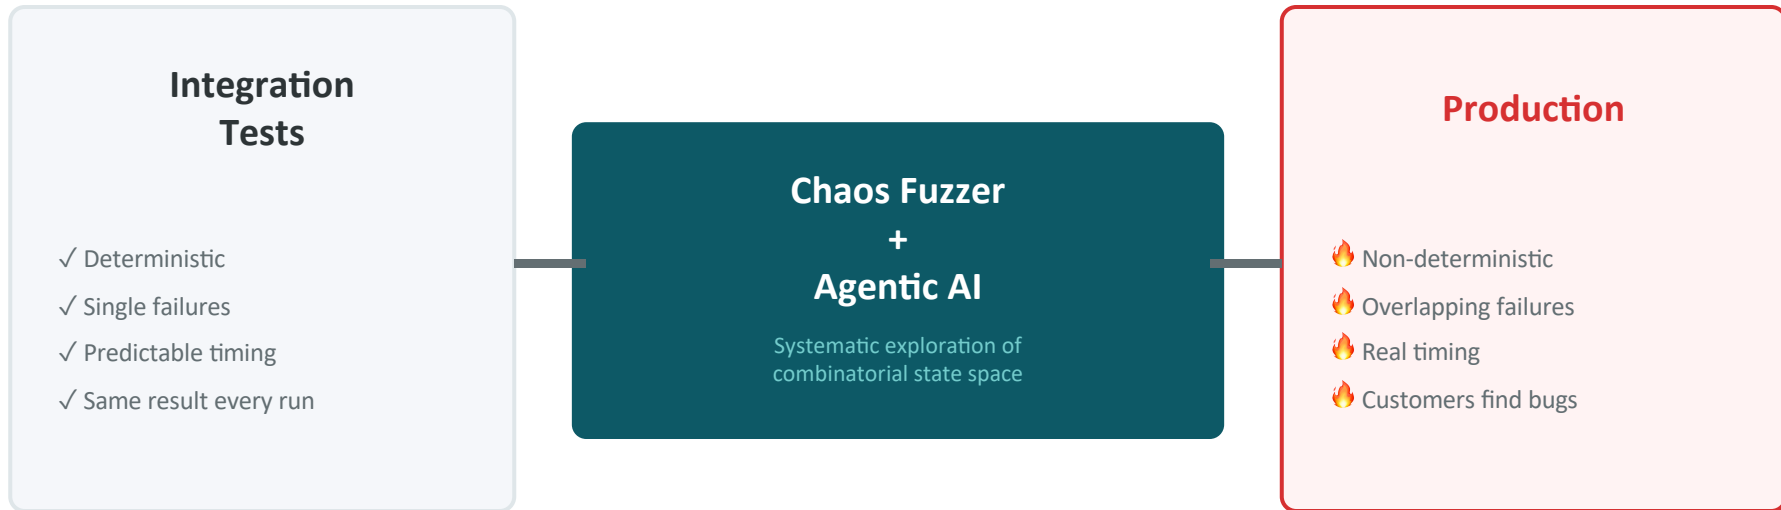 Integration
Tests
✓ Deterministic
✓ Single failures
✓ Predictable timing
✓ Same result every run
Chaos Fuzzer
+
Agentic AI
Systematic exploration of
combinatorial state space
Production
🔥 Non-deterministic
🔥 Overlapping failures
🔥 Real timing
🔥 Customers find bugs